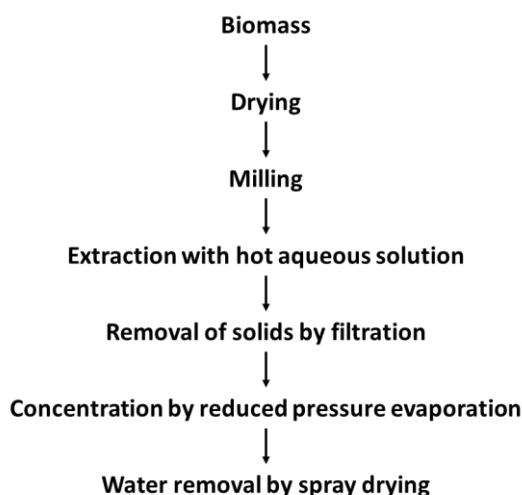 Biomass
Drying
Milling
Extraction with hot aqueous solution
Removal of solids by filtration
Concentration by reduced pressure evaporation
Water removal by spray drying